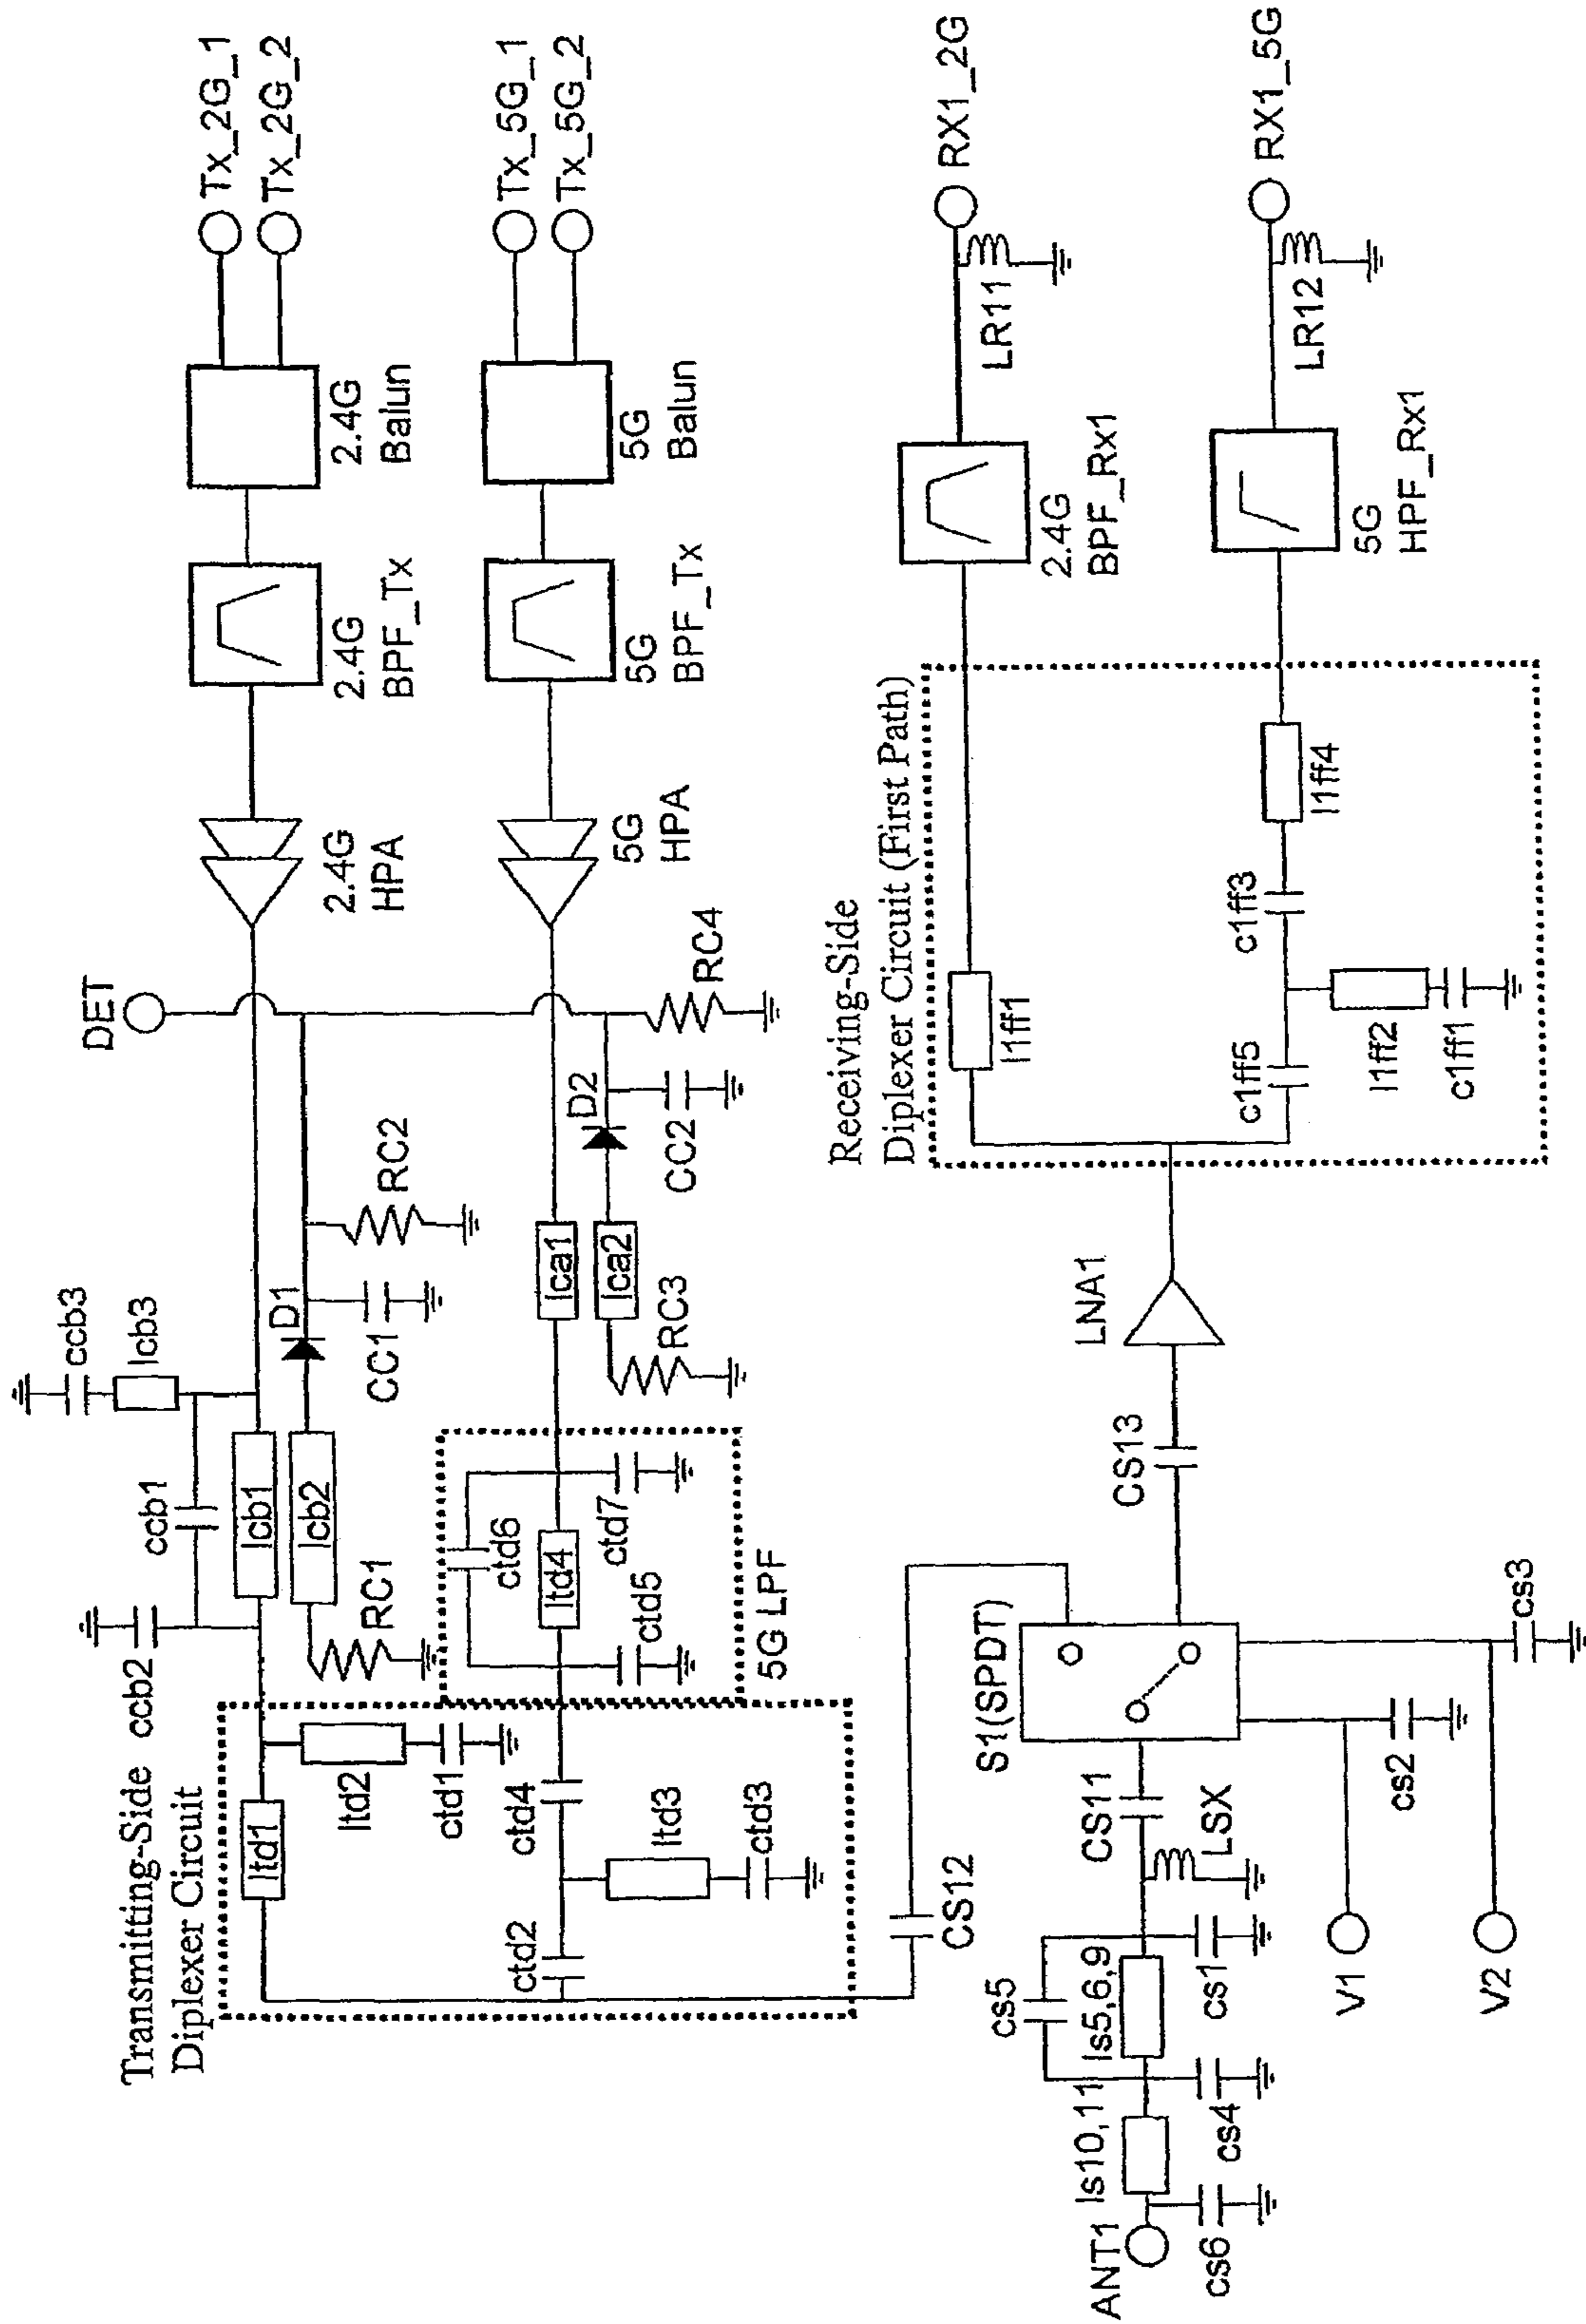 Tx_2G_1
Tx_2G_2
2.4G
Balun
2.4G
BPF_Tx
2.4G
HPA
Tx_5G_1
Tx_5G_2
5G
Balun
5G
BPF_Tx
5G
HPA
DET
RC4
D2
CC2
lca1
lca2
RC3
RC2
D1
CC1
ccb3
lcb3
ccb1
lcb1
lcb2
RC1
ccb2
ctd6
ltd4
ctd7
ctd5
5G LPF
Transmitting-Side
Diplexer Circuit
ltd1
ltd2
ctd1
ctd4
ltd3
ctd3
ctd2
CS12
RX1_2G
LR11
2.4G
BPF_Rx1
RX1_5G
LR12
5G
HPF_Rx1
Receiving-Side
Diplexer Circuit (First Path)
l1ff1
l1ff4
c1ff3
c1ff5
l1ff2
c1ff1
LNA1
CS13
S1(SPDT)
cs3
cs2
CS11
LSX
cs5
ls5,6,9
cs1
ls10,11
cs4
cs6
ANT1
V1
V2